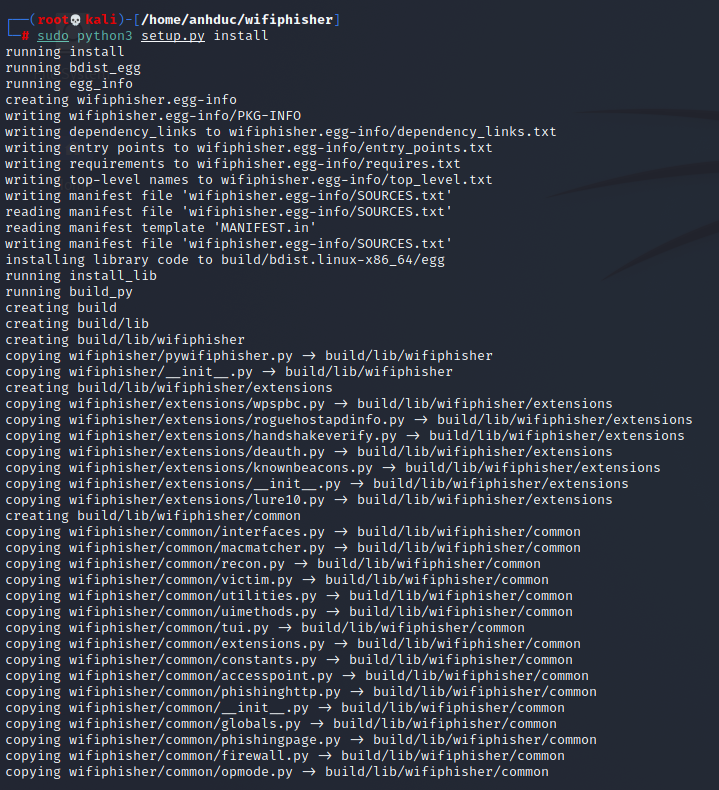 ┌──(root💀kali)-[/home/anhduc/wifiphisher]
└─# sudo python3 setup.py install
running install
running bdist_egg
running egg_info
creating wifiphisher.egg-info
writing wifiphisher.egg-info/PKG-INFO
writing dependency_links to wifiphisher.egg-info/dependency_links.txt
writing entry points to wifiphisher.egg-info/entry_points.txt
writing requirements to wifiphisher.egg-info/requires.txt
writing top-level names to wifiphisher.egg-info/top_level.txt
writing manifest file 'wifiphisher.egg-info/SOURCES.txt'
reading manifest file 'wifiphisher.egg-info/SOURCES.txt'
reading manifest template 'MANIFEST.in'
writing manifest file 'wifiphisher.egg-info/SOURCES.txt'
installing library code to build/bdist.linux-x86_64/egg
running install_lib
running build_py
creating build
creating build/lib
creating build/lib/wifiphisher
copying wifiphisher/pywifiphisher.py → build/lib/wifiphisher
copying wifiphisher/__init__.py → build/lib/wifiphisher
creating build/lib/wifiphisher/extensions
copying wifiphisher/extensions/wpspbc.py → build/lib/wifiphisher/extensions
copying wifiphisher/extensions/roguehostapdinfo.py → build/lib/wifiphisher/extensions
copying wifiphisher/extensions/handshakeverify.py → build/lib/wifiphisher/extensions
copying wifiphisher/extensions/deauth.py → build/lib/wifiphisher/extensions
copying wifiphisher/extensions/knownbeacons.py → build/lib/wifiphisher/extensions
copying wifiphisher/extensions/__init__.py → build/lib/wifiphisher/extensions
copying wifiphisher/extensions/lure10.py → build/lib/wifiphisher/extensions
creating build/lib/wifiphisher/common
copying wifiphisher/common/interfaces.py → build/lib/wifiphisher/common
copying wifiphisher/common/macmatcher.py → build/lib/wifiphisher/common
copying wifiphisher/common/recon.py → build/lib/wifiphisher/common
copying wifiphisher/common/victim.py → build/lib/wifiphisher/common
copying wifiphisher/common/utilities.py → build/lib/wifiphisher/common
copying wifiphisher/common/uimethods.py → build/lib/wifiphisher/common
copying wifiphisher/common/tui.py → build/lib/wifiphisher/common
copying wifiphisher/common/extensions.py → build/lib/wifiphisher/common
copying wifiphisher/common/constants.py → build/lib/wifiphisher/common
copying wifiphisher/common/accesspoint.py → build/lib/wifiphisher/common
copying wifiphisher/common/phishinghttp.py → build/lib/wifiphisher/common
copying wifiphisher/common/__init__.py → build/lib/wifiphisher/common
copying wifiphisher/common/globals.py → build/lib/wifiphisher/common
copying wifiphisher/common/phishingpage.py → build/lib/wifiphisher/common
copying wifiphisher/common/firewall.py → build/lib/wifiphisher/common
copying wifiphisher/common/opmode.py → build/lib/wifiphisher/common